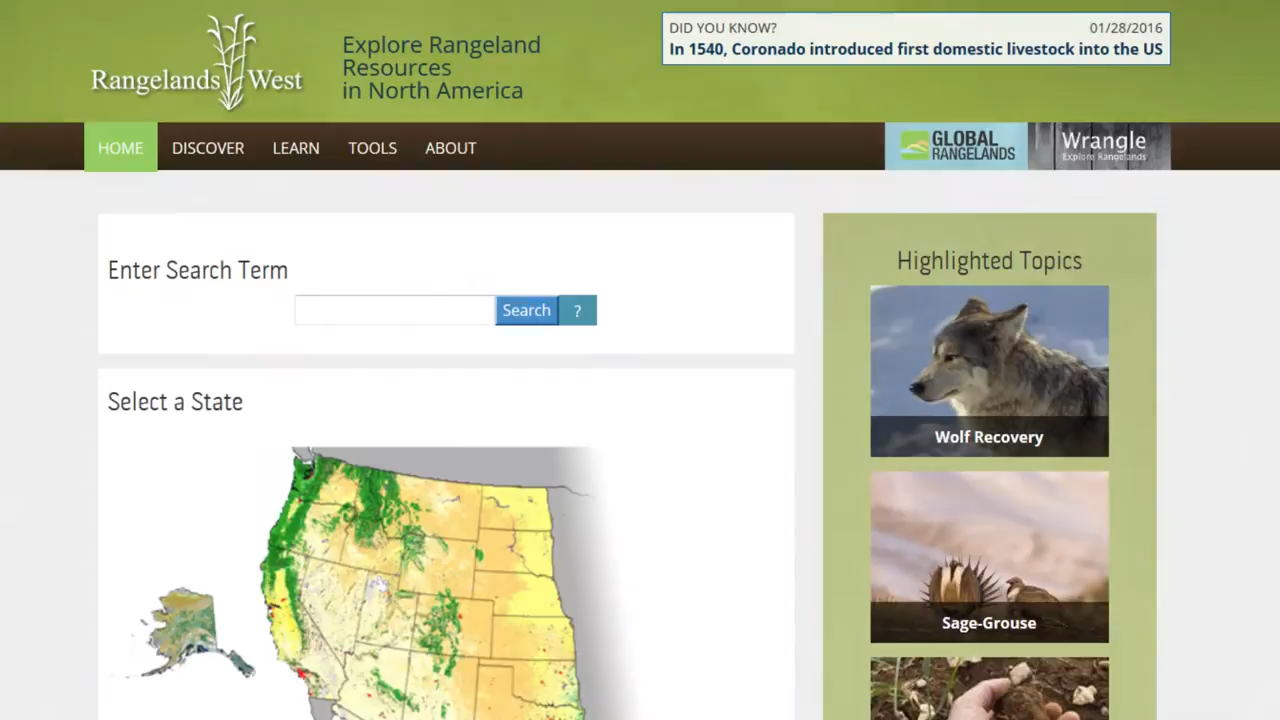 Rangelands West
Explore Rangeland
Resources
in North America
DID YOU KNOW? 01/28/2016
In 1540, Coronado introduced first domestic livestock into the US
HOME DISCOVER LEARN TOOLS ABOUT
GLOBAL
RANGELANDS
Wrangle
Explore Rangelands
Enter Search Term
Search ?
Select a State
Highlighted Topics
Wolf Recovery
Sage-Grouse